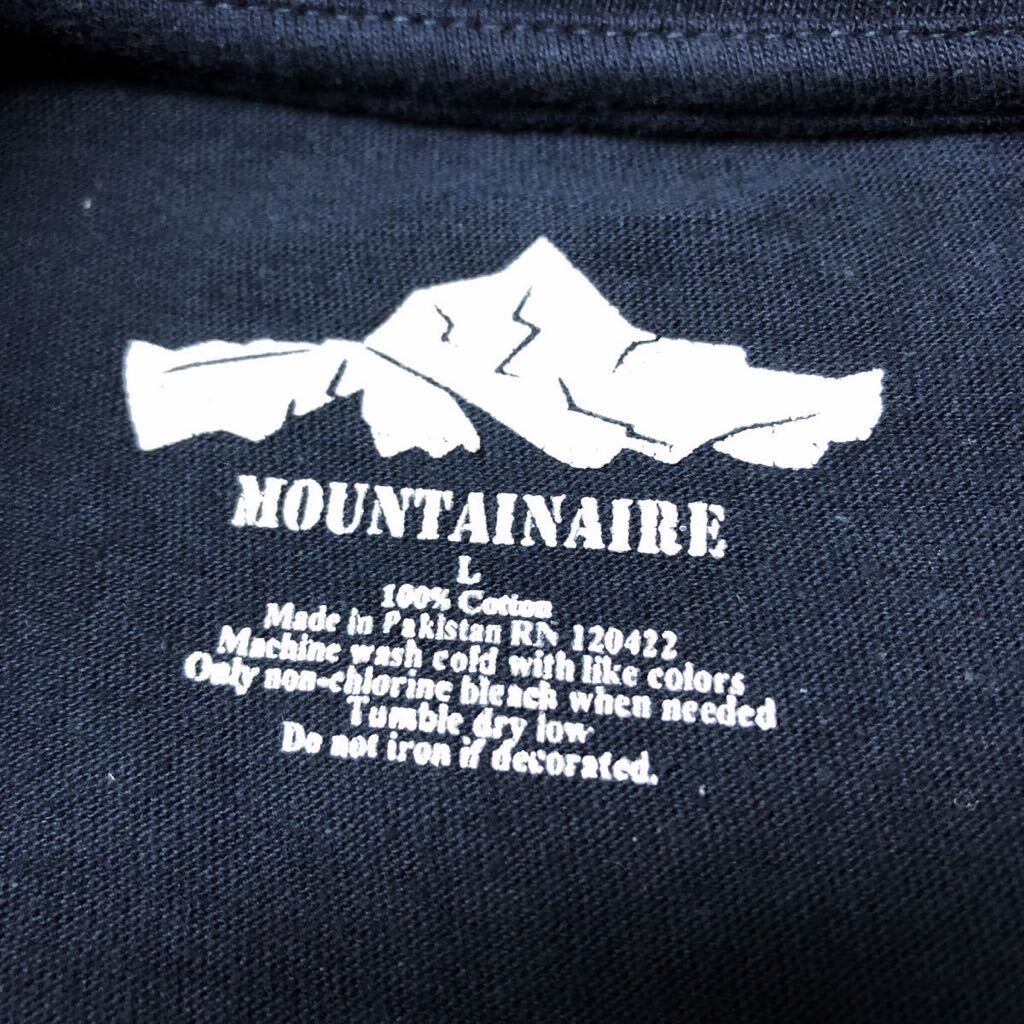 MOUNTAINAIRE
L
100% Cotton
Made in Pakistan RN 120422
Machine wash cold with like colors
Only non-chlorine bleach when needed
Tumble dry low
Do not iron if decorated.